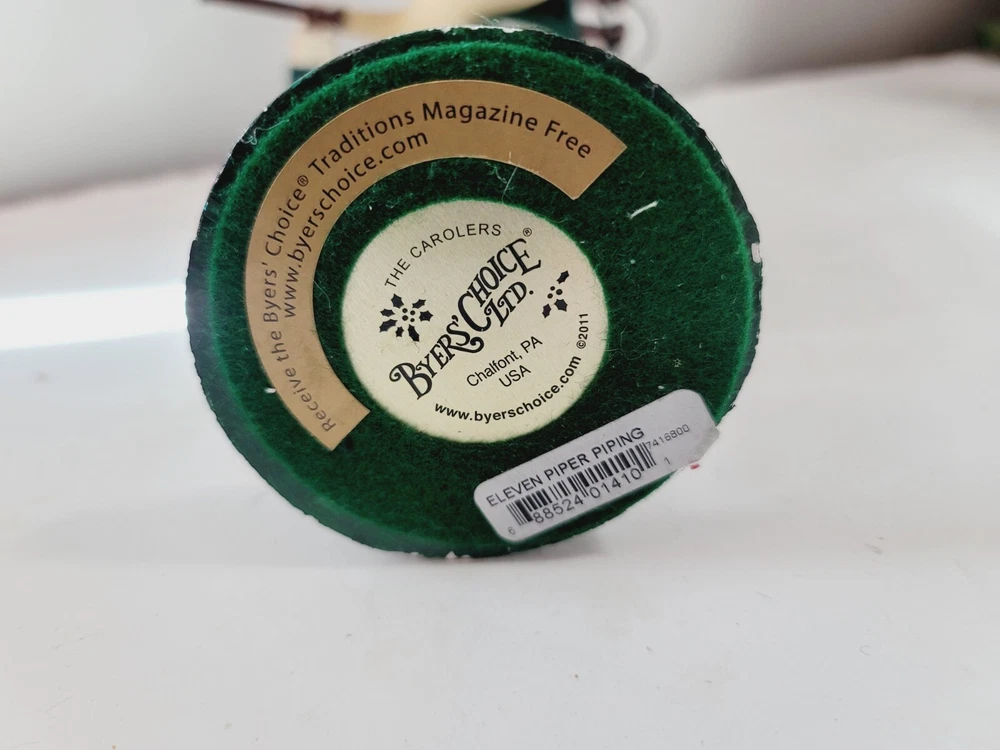 Receive the Byers' Choice® Traditions Magazine Free
www.byerschoice.com
THE CAROLERS
BYERS' CHOICE®
LTD.
Chalfont, PA
USA
www.byerschoice.com ©2011
ELEVEN PIPER PIPING
7416800
6 88524 01410 1